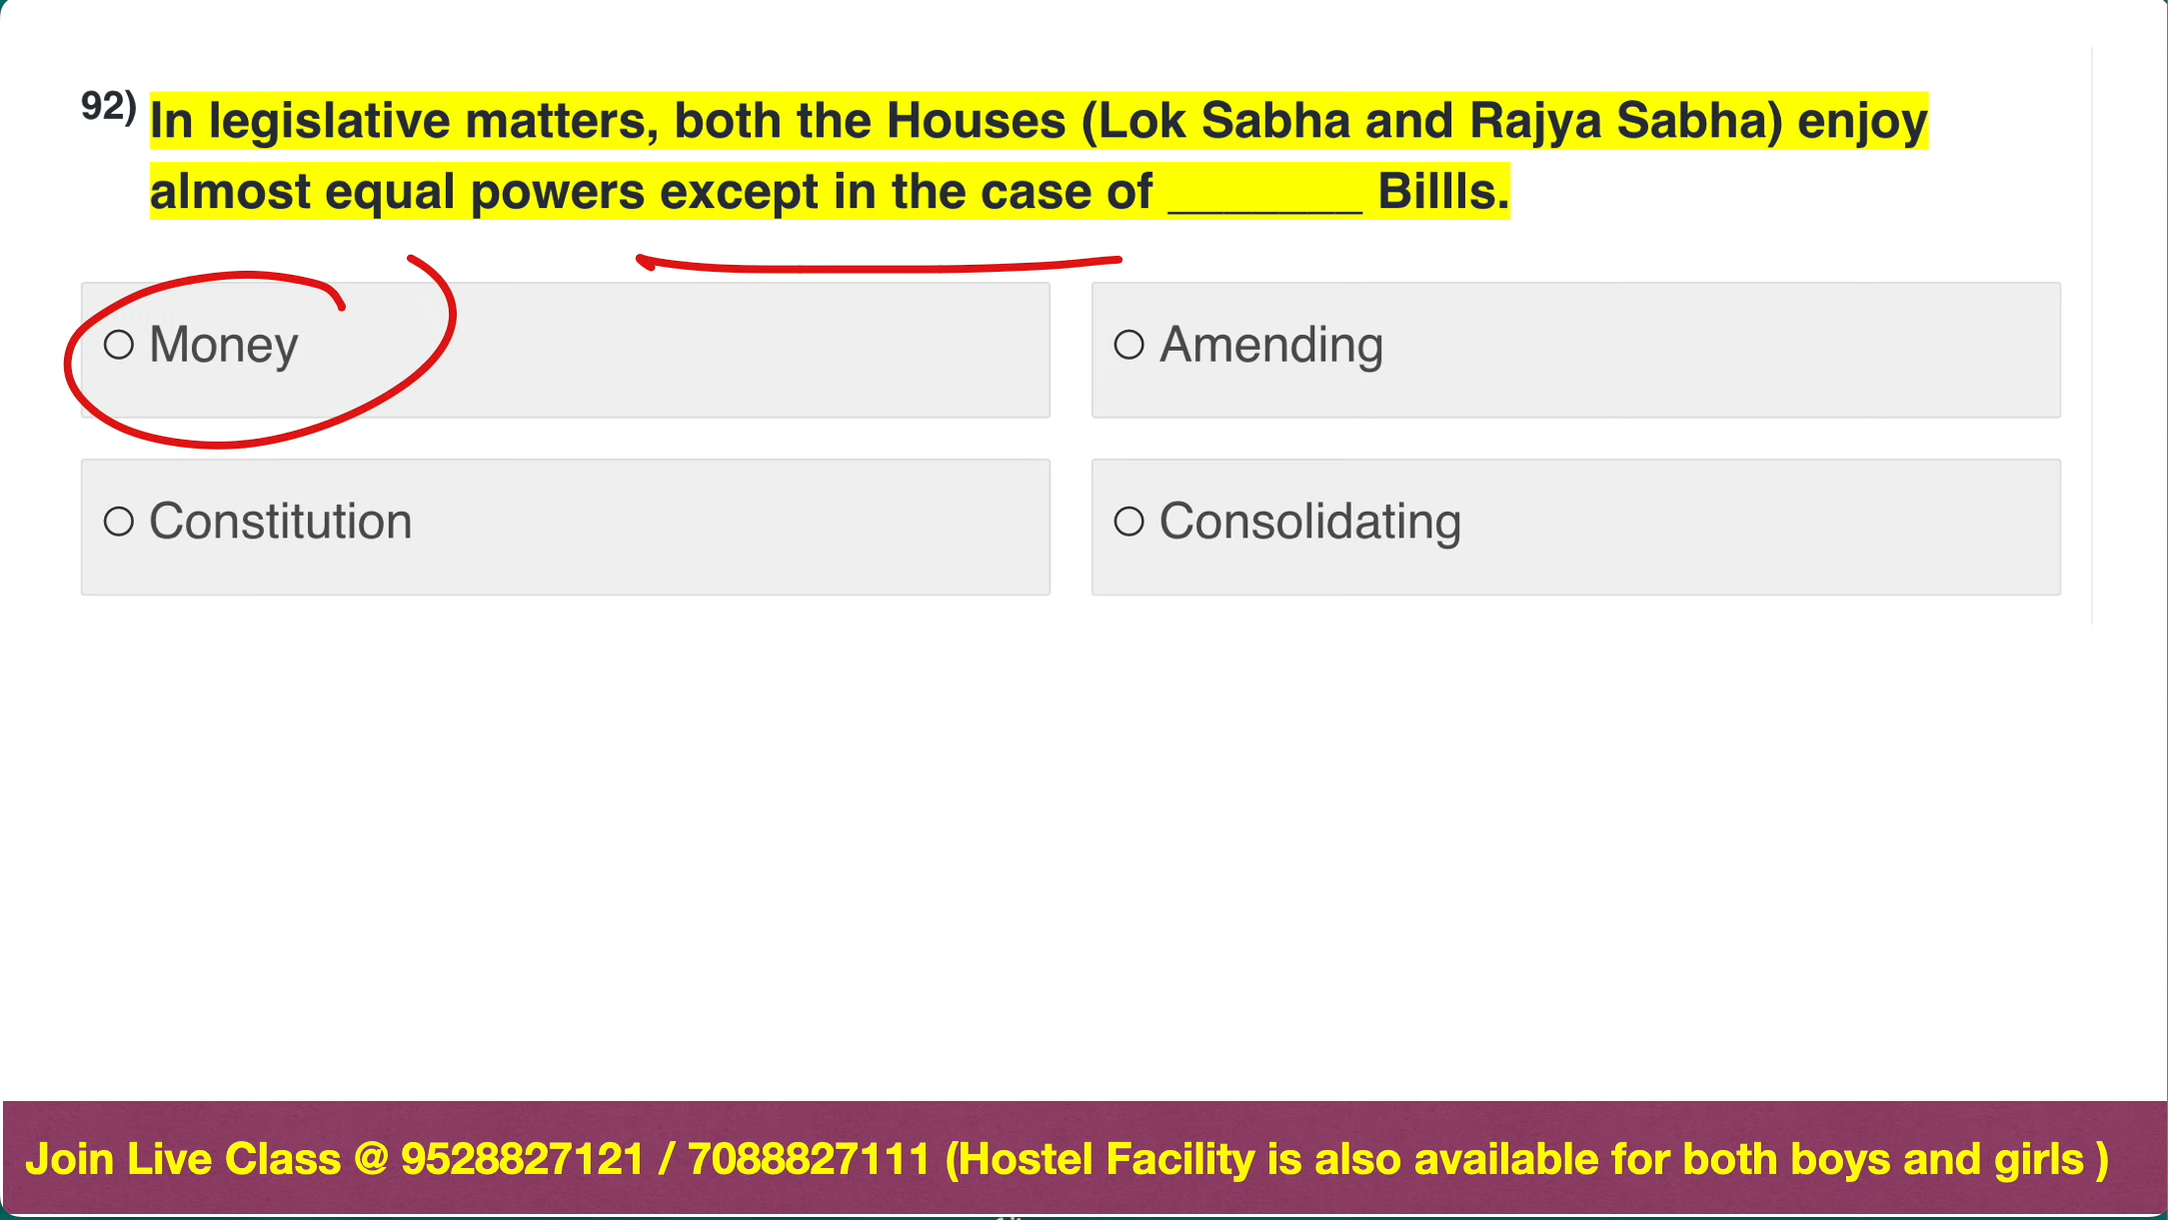 92) In legislative matters, both the Houses (Lok Sabha and Rajya Sabha) enjoy
almost equal powers except in the case of _______ Billls.
Money
Amending
Constitution
Consolidating
Join Live Class @ 9528827121 / 7088827111 (Hostel Facility is also available for both boys and girls )